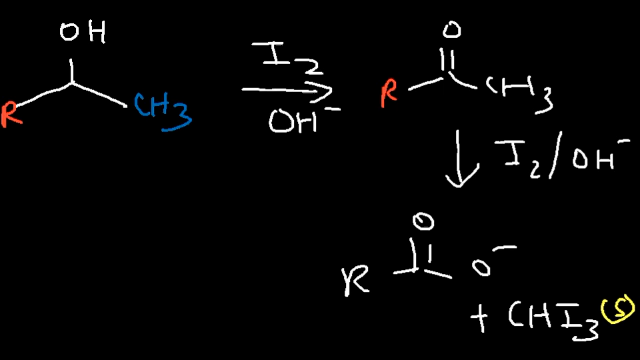 OH
R CH3
I2
OH-
O
R CH3
I2/OH-
O
R O-
+ CHI3(s)